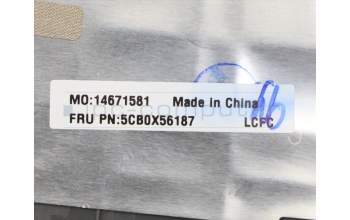 MO:14671581 Made in China
FRU PN:5CB0X56187 LCFC